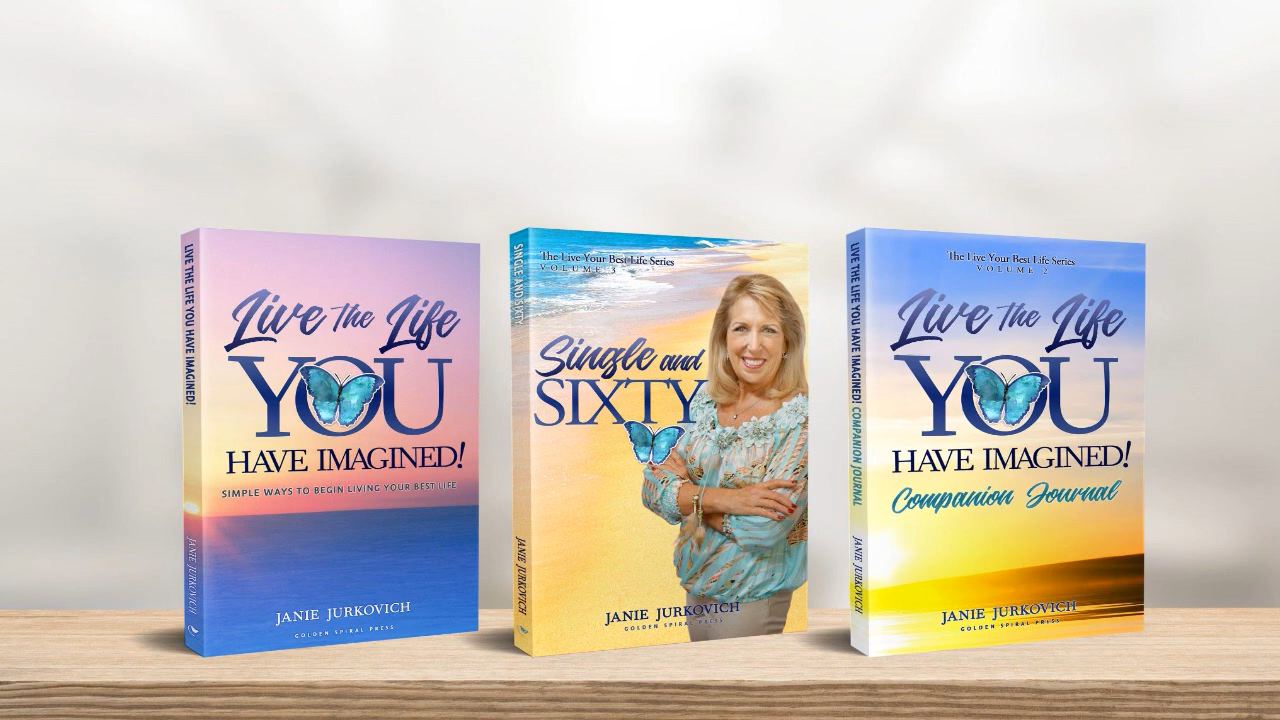 LIVE THE LIFE YOU HAVE IMAGINED!
JANIE JURKOVICH
Live The Life
YOU
HAVE IMAGINED!
SIMPLE WAYS TO BEGIN LIVING YOUR BEST LIFE
JANIE JURKOVICH
GOLDEN SPIRAL PRESS
SINGLE AND SIXTY
JANIE JURKOVICH
The Live Your Best Life Series
VOLUME 3
Single and
SIXTY
JANIE JURKOVICH
GOLDEN SPIRAL PRESS
LIVE THE LIFE YOU HAVE IMAGINED! COMPANION JOURNAL
JANIE JURKOVICH
The Live Your Best Life Series
VOLUME
Live The Life
YOU
HAVE IMAGINED!
Companion Journal
JANIE JURKOVICH
GOLDEN SPIRAL PRESS